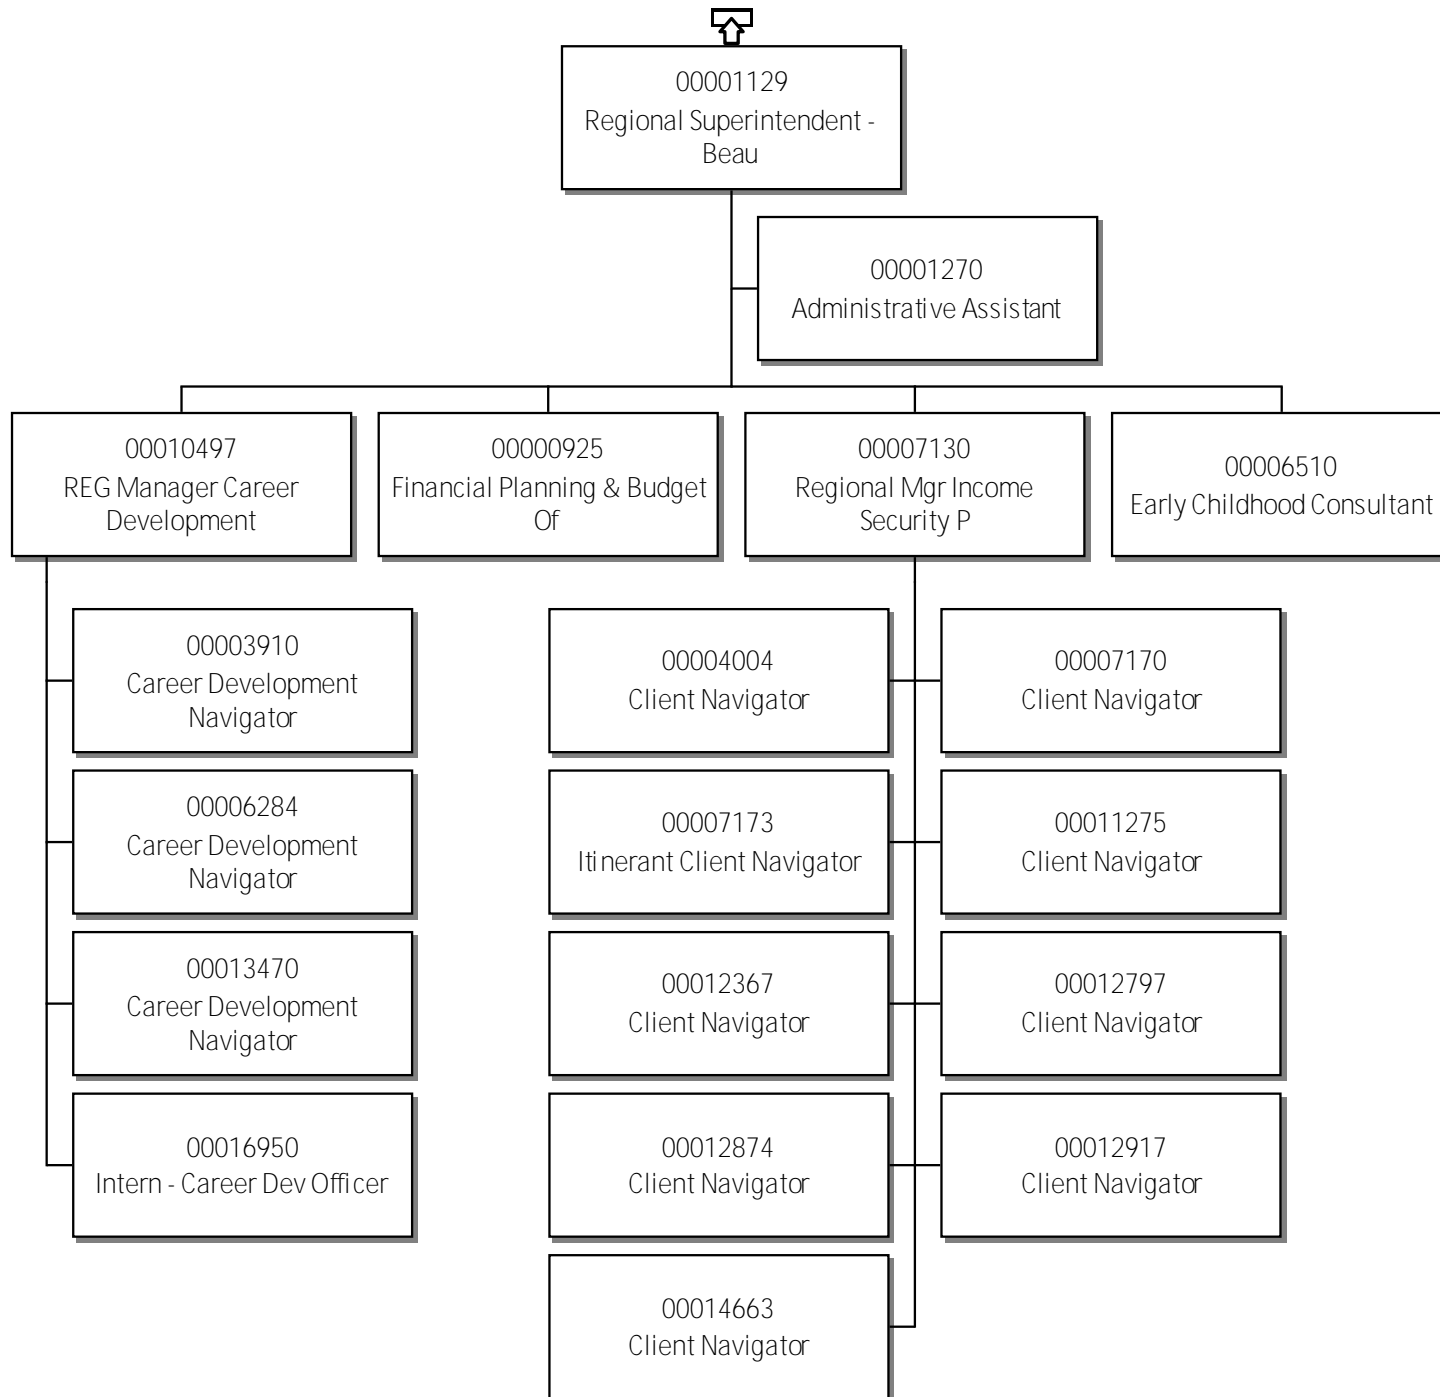 00001129
Regional Superintendent -
Beau
00001270
Administrative Assistant
00010497
REG Manager Career
Development
00000925
Financial Planning & Budget
Of
00007130
Regional Mgr Income
Security P
00006510
Early Childhood Consultant
00003910
Career Development
Navigator
00004004
Client Navigator
00007170
Client Navigator
00006284
Career Development
Navigator
00007173
Itinerant Client Navigator
00011275
Client Navigator
00013470
Career Development
Navigator
00012367
Client Navigator
00012797
Client Navigator
00016950
Intern - Career Dev Officer
00012874
Client Navigator
00012917
Client Navigator
00014663
Client Navigator